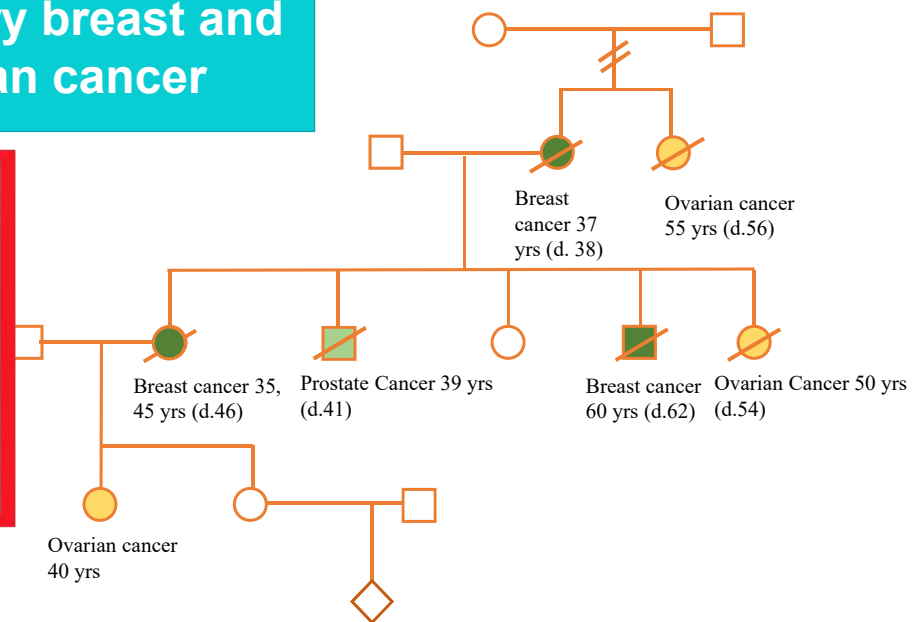 breast and
cancer
Breast
cancer 37
yrs (d. 38)
Ovarian cancer
55 yrs (d.56)
Breast cancer 35,
45 yrs (d.46)
Prostate Cancer 39 yrs
(d.41)
Breast cancer
60 yrs (d.62)
Ovarian Cancer 50 yrs
(d.54)
Ovarian cancer
40 yrs